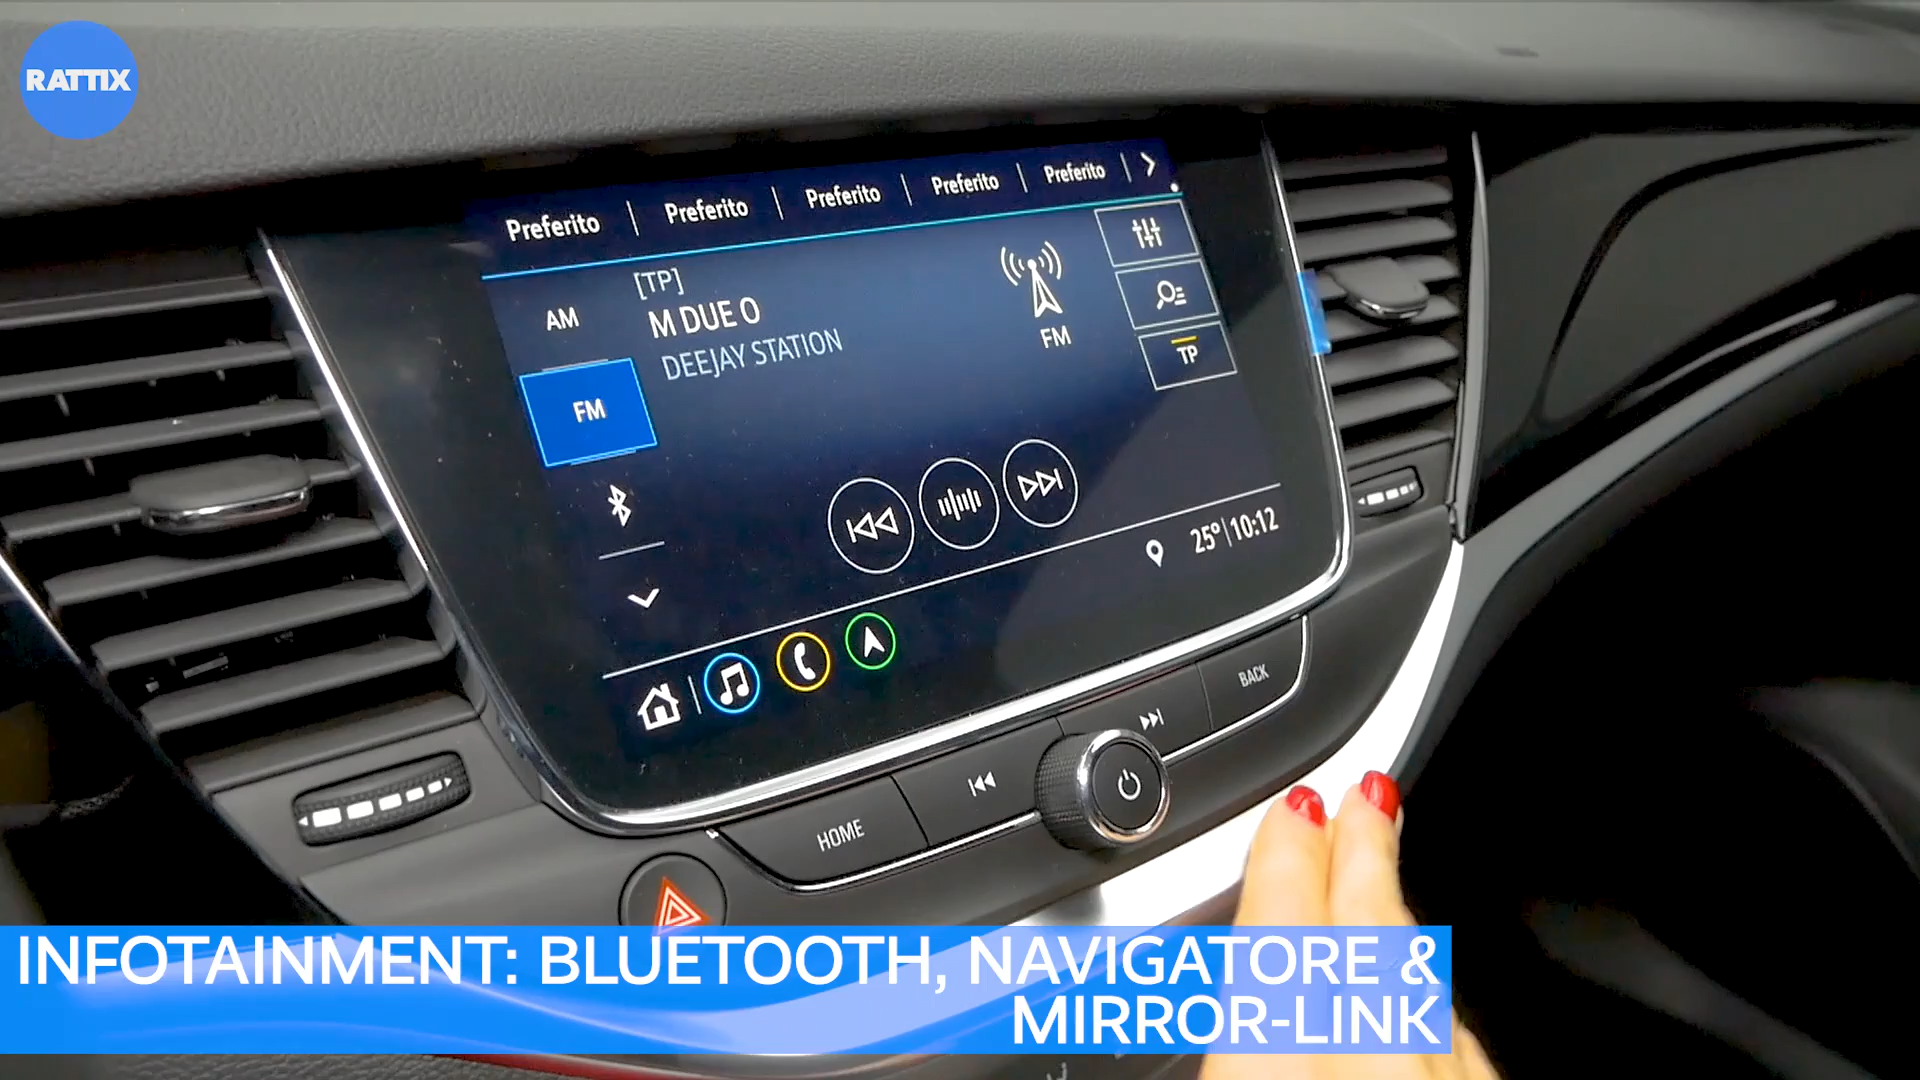 RATTIX
Preferito | Preferito | Preferito | Preferito | Preferito
[TP]
AM
M DUE O
DEEJAY STATION
FM
TP
FM
25° | 10:12
BACK
HOME
INFOTAINMENT: BLUETOOTH, NAVIGATORE &
MIRROR-LINK